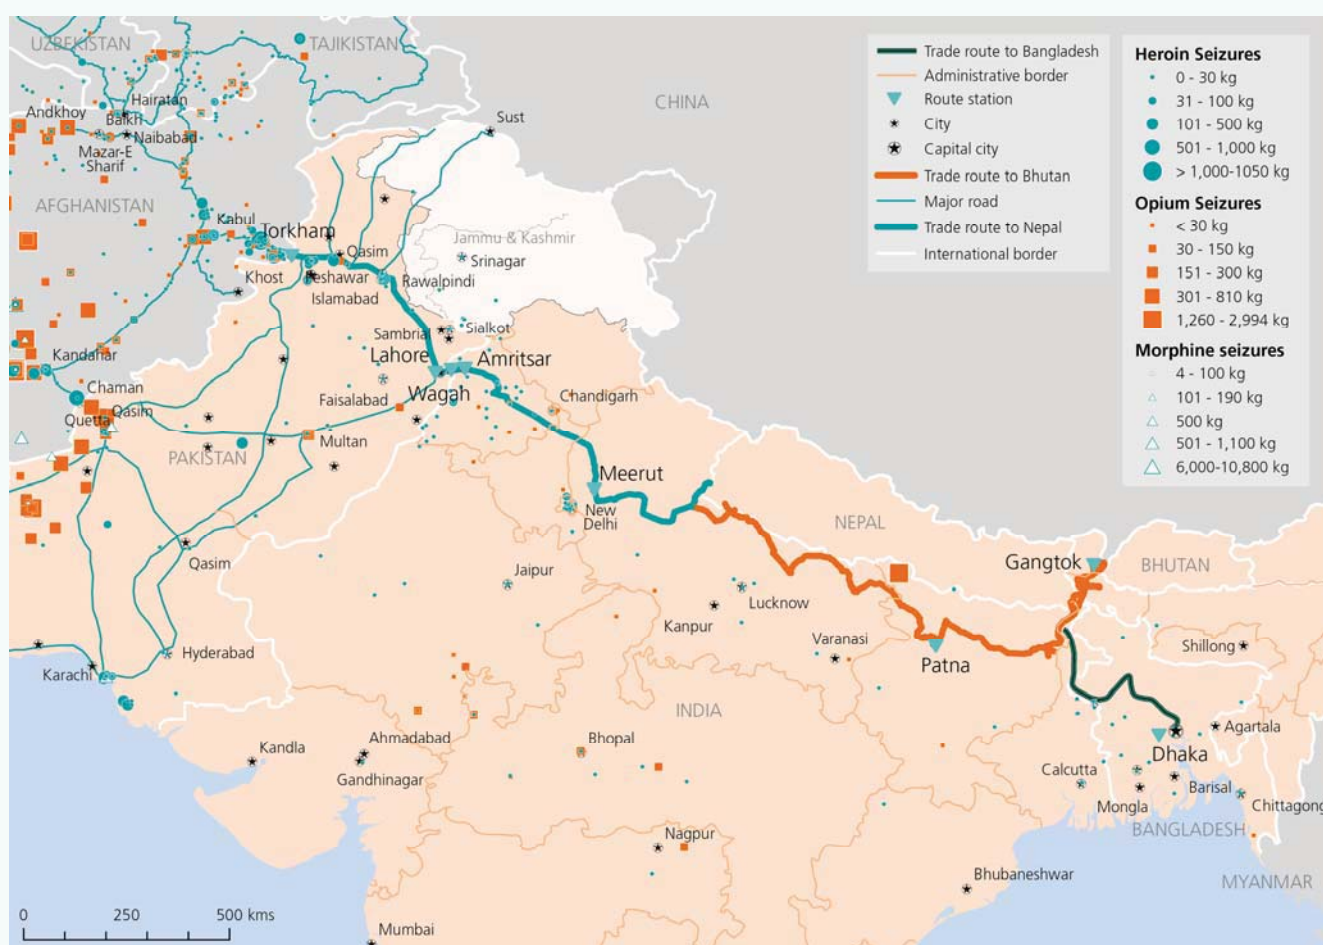 UZBEKISTAN
TAJIKISTAN
CHINA
Hairatan
Andkhoy
Balkh
Naibabad
Mazar-E
Sharif
Sust
AFGHANISTAN
Kabul
Torkham
Qasim
Jammu & Kashmir
Srinagar
Khost
Peshawar
Rawalpindi
Islamabad
Sambrial
Sialkot
Kandahar
Lahore
Amritsar
Chaman
Wagah
Faisalabad
Chandigarh
Quetta
Qasim
Multan
PAKISTAN
Meerut
New
Delhi
NEPAL
Qasim
Gangtok
BHUTAN
Jaipur
Lucknow
Kanpur
Varanasi
Patna
Shillong
Hyderabad
Karachi
INDIA
Kandla
Ahmadabad
Gandhinagar
Bhopal
Agartala
Dhaka
Calcutta
Mongla
Barisal
Chittagong
BANGLADESH
Nagpur
Bhubaneshwar
MYANMAR
Mumbai
0 250 500 kms
Trade route to Bangladesh
Administrative border
Route station
City
Capital city
Trade route to Bhutan
Major road
Trade route to Nepal
International border
Heroin Seizures
0 - 30 kg
31 - 100 kg
101 - 500 kg
501 - 1,000 kg
> 1,000-1050 kg
Opium Seizures
< 30 kg
30 - 150 kg
151 - 300 kg
301 - 810 kg
1,260 - 2,994 kg
Morphine seizures
4 - 100 kg
101 - 190 kg
500 kg
501 - 1,100 kg
6,000-10,800 kg